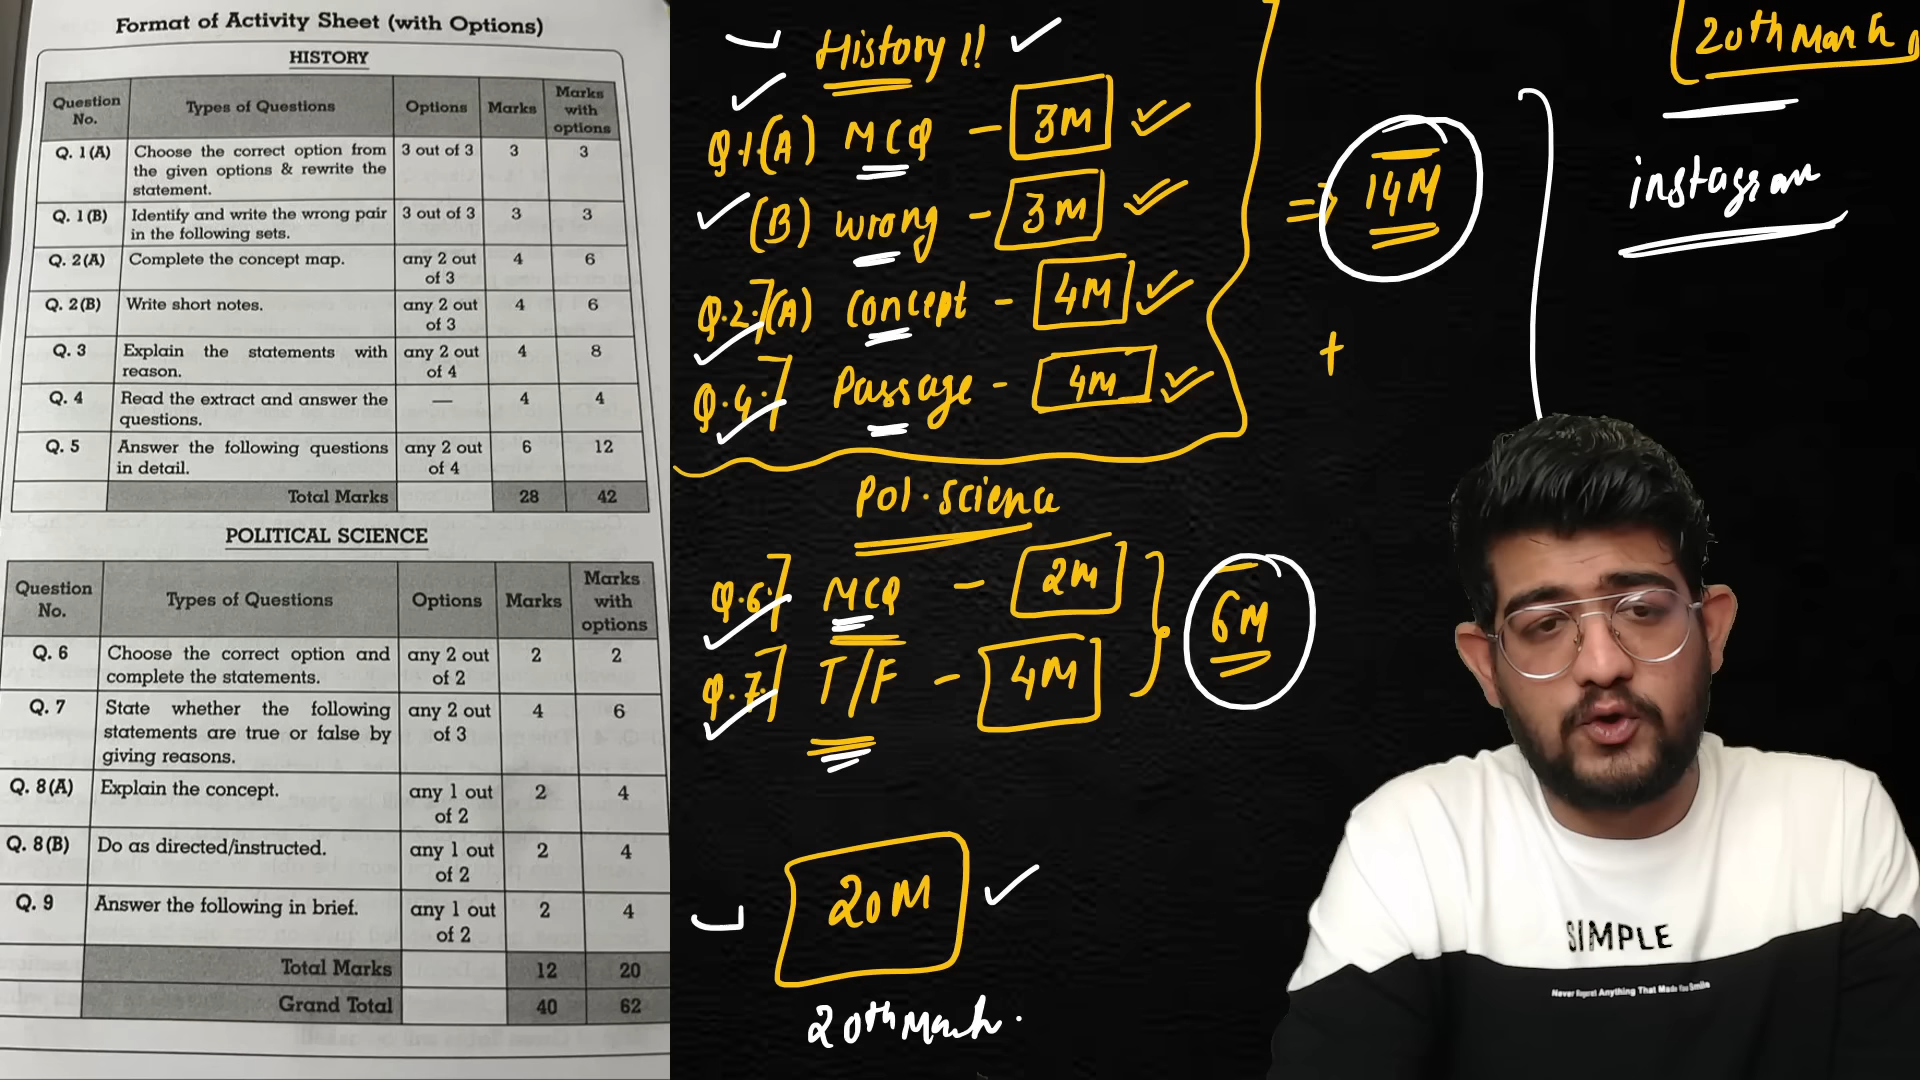 Format of Activity Sheet (with Options)
HISTORY
Question No. Types of Questions Options Marks Marks with options
Q. 1(A) Choose the correct option from the given options & rewrite the statement. 3 out of 3 3 3
Q. 1(B) Identify and write the wrong pair in the following sets. 3 out of 3 3 3
Q. 2(A) Complete the concept map. any 2 out of 3 4 6
Q. 2(B) Write short notes. any 2 out of 3 4 6
Q. 3 Explain the statements with reason. any 2 out of 4 4 8
Q. 4 Read the extract and answer the questions. — 4 4
Q. 5 Answer the following questions in detail. any 2 out of 4 6 12
Total Marks 28 42
POLITICAL SCIENCE
Question No. Types of Questions Options Marks Marks with options
Q. 6 Choose the correct option and complete the statements. any 2 out of 2 2 2
Q. 7 State whether the following statements are true or false by giving reasons. any 2 out of 3 4 6
Q. 8(A) Explain the concept. any 1 out of 2 2 4
Q. 8(B) Do as directed/instructed. any 1 out of 2 2 4
Q. 9 Answer the following in brief. any 1 out of 2 2 4
Total Marks 12 20
Grand Total 40 62
History !!
Q.1(A) MCQ - 3M
(B) wrong - 3M
Q.2.](A) Concept - 4M
Q.4.] Passage - 4M
=> 14M
+
Pol. Science
Q.6.] MCQ - 2M
Q.7.] T/F - 4M
6M
20M
20th March.
20th March
instagram
SIMPLE
Never Regret Anything That Made You Smile